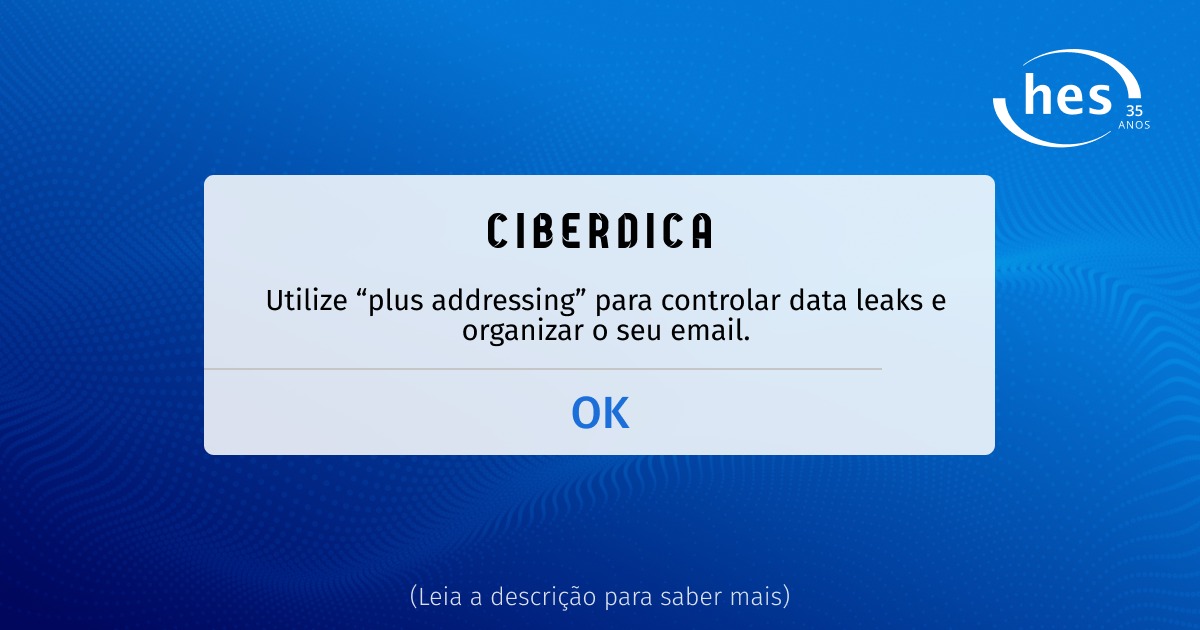 hes
35
ANOS
CIBERDICA
Utilize “plus addressing” para controlar data leaks e
organizar o seu email.
OK
(Leia a descrição para saber mais)